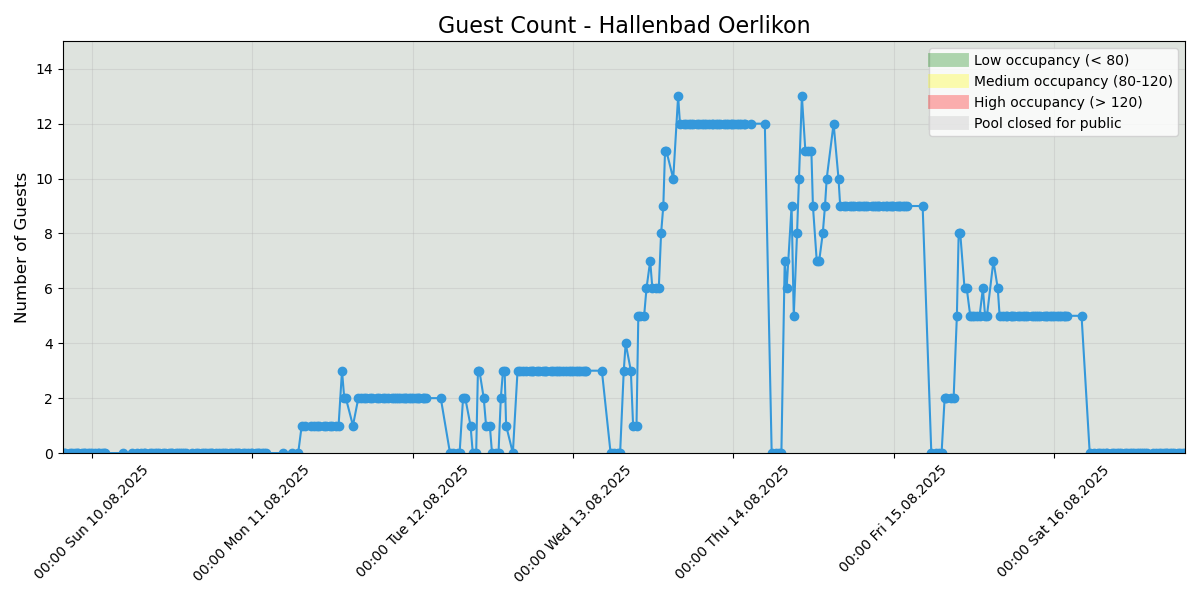 Guest Count - Hallenbad Oerlikon
Low occupancy (< 80)
Medium occupancy (80-120)
High occupancy (> 120)
Pool closed for public
Number of Guests
14
12
10
8
6
4
2
0
00:00 Sun 10.08.2025
00:00 Mon 11.08.2025
00:00 Tue 12.08.2025
00:00 Wed 13.08.2025
00:00 Thu 14.08.2025
00:00 Fri 15.08.2025
00:00 Sat 16.08.2025